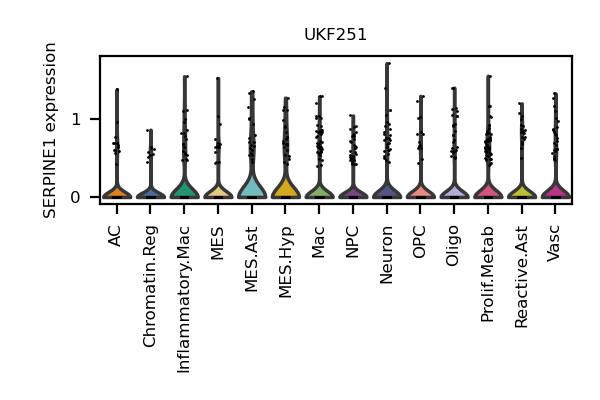 UKF251
SERPINE1 expression
1
0
AC
Chromatin.Reg
Inflammatory.Mac
MES
MES.Ast
MES.Hyp
Mac
NPC
Neuron
OPC
Oligo
Prolif.Metab
Reactive.Ast
Vasc